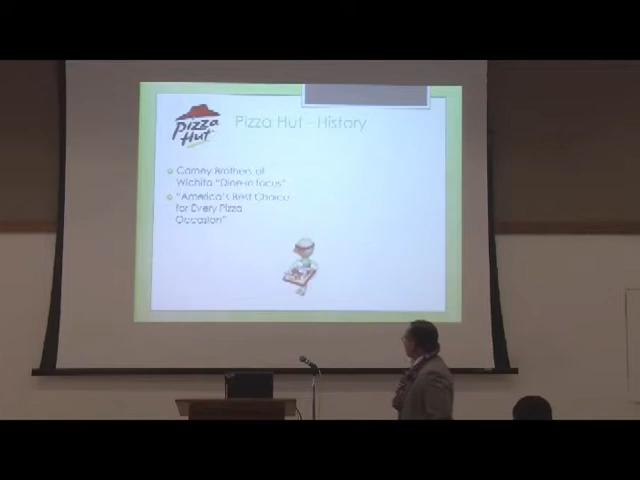 Pizza Hut
Pizza Hut - History
Carney Brothers of
Wichita "Dine-in focus"
"America's Best Choice
for Every Pizza
Occasion"